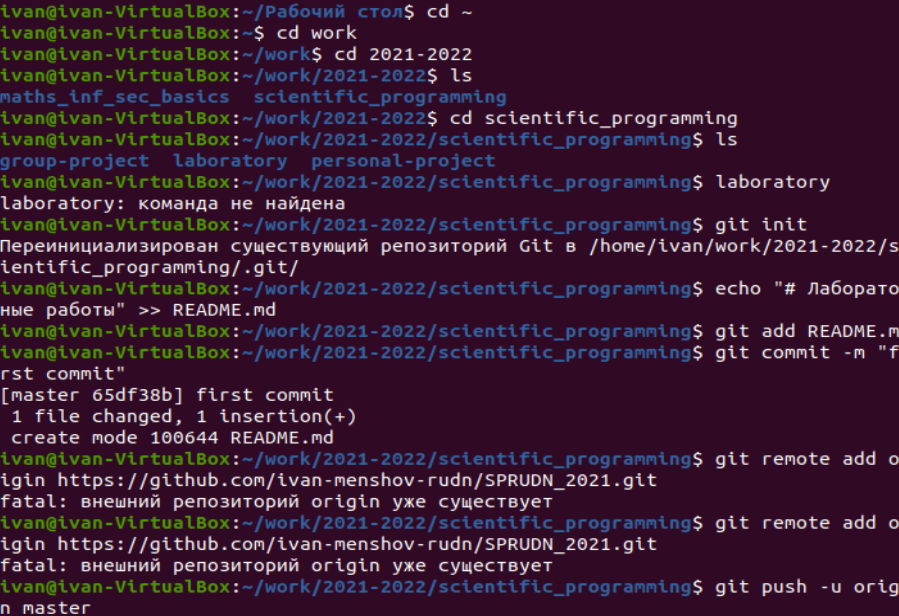 ivan@ivan-VirtualBox:~/Рабочий стол$ cd ~
ivan@ivan-VirtualBox:~$ cd work
ivan@ivan-VirtualBox:~/work$ cd 2021-2022
ivan@ivan-VirtualBox:~/work/2021-2022$ ls
maths_inf_sec_basics  scientific_programming
ivan@ivan-VirtualBox:~/work/2021-2022$ cd scientific_programming
ivan@ivan-VirtualBox:~/work/2021-2022/scientific_programming$ ls
group-project  laboratory  personal-project
ivan@ivan-VirtualBox:~/work/2021-2022/scientific_programming$ laboratory
laboratory: команда не найдена
ivan@ivan-VirtualBox:~/work/2021-2022/scientific_programming$ git init
Переинициализирован существующий репозиторий Git в /home/ivan/work/2021-2022/s
ientific_programming/.git/
ivan@ivan-VirtualBox:~/work/2021-2022/scientific_programming$ echo "# Лаборато
ные работы" >> README.md
ivan@ivan-VirtualBox:~/work/2021-2022/scientific_programming$ git add README.m
ivan@ivan-VirtualBox:~/work/2021-2022/scientific_programming$ git commit -m "f
rst commit"
[master 65df38b] first commit
 1 file changed, 1 insertion(+)
 create mode 100644 README.md
ivan@ivan-VirtualBox:~/work/2021-2022/scientific_programming$ git remote add o
igin https://github.com/ivan-menshov-rudn/SPRUDN_2021.git
fatal: внешний репозиторий origin уже существует
ivan@ivan-VirtualBox:~/work/2021-2022/scientific_programming$ git remote add o
igin https://github.com/ivan-menshov-rudn/SPRUDN_2021.git
fatal: внешний репозиторий origin уже существует
ivan@ivan-VirtualBox:~/work/2021-2022/scientific_programming$ git push -u orig
n master